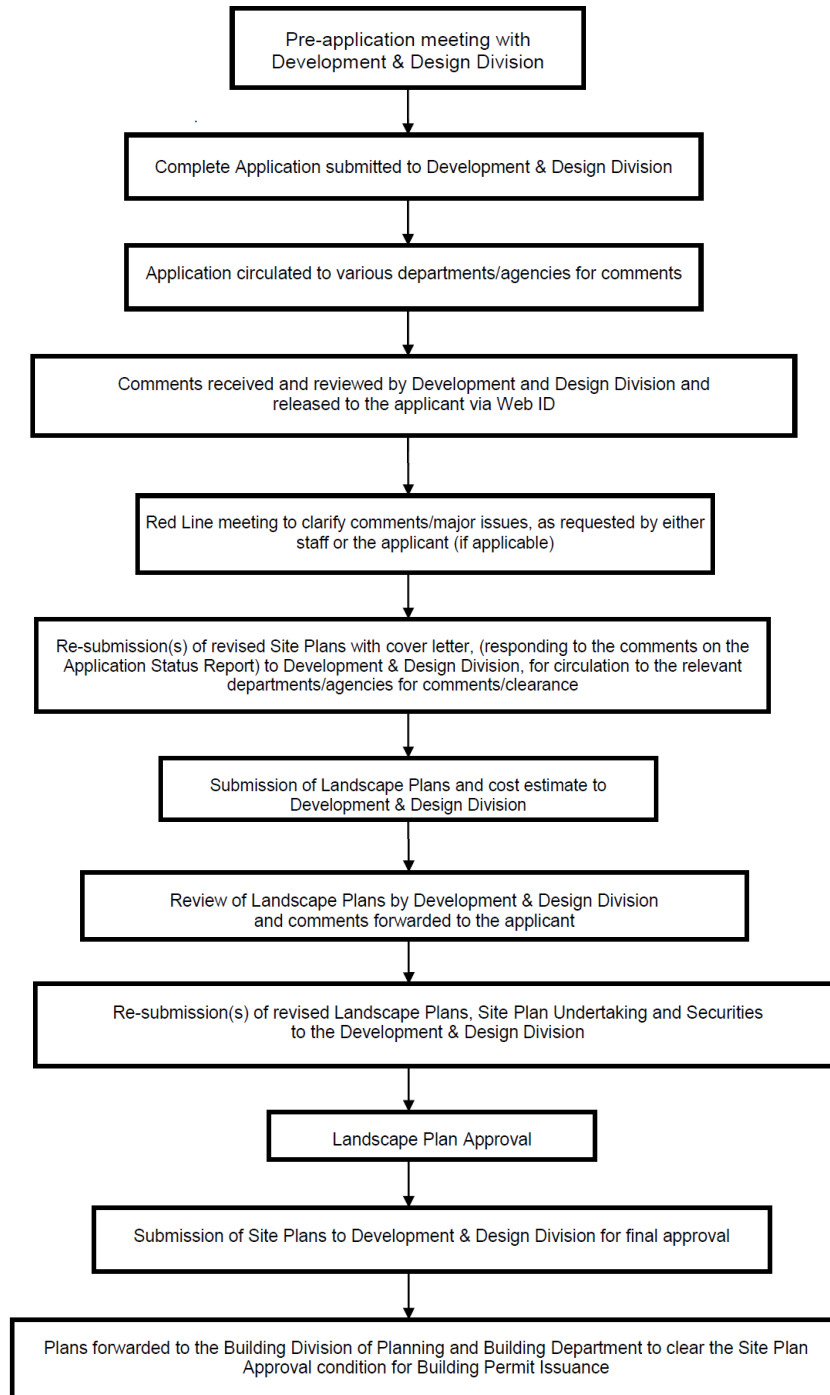 Pre-application meeting with
Development & Design Division
Complete Application submitted to Development & Design Division
Application circulated to various departments/agencies for comments
Comments received and reviewed by Development and Design Division and
released to the applicant via Web ID
Red Line meeting to clarify comments/major issues, as requested by either
staff or the applicant (if applicable)
Re-submission(s) of revised Site Plans with cover letter, (responding to the comments on the
Application Status Report) to Development & Design Division, for circulation to the relevant
departments/agencies for comments/clearance
Submission of Landscape Plans and cost estimate to
Development & Design Division
Review of Landscape Plans by Development & Design Division
and comments forwarded to the applicant
Re-submission(s) of revised Landscape Plans, Site Plan Undertaking and Securities
to the Development & Design Division
Landscape Plan Approval
Submission of Site Plans to Development & Design Division for final approval
Plans forwarded to the Building Division of Planning and Building Department to clear the Site Plan
Approval condition for Building Permit Issuance